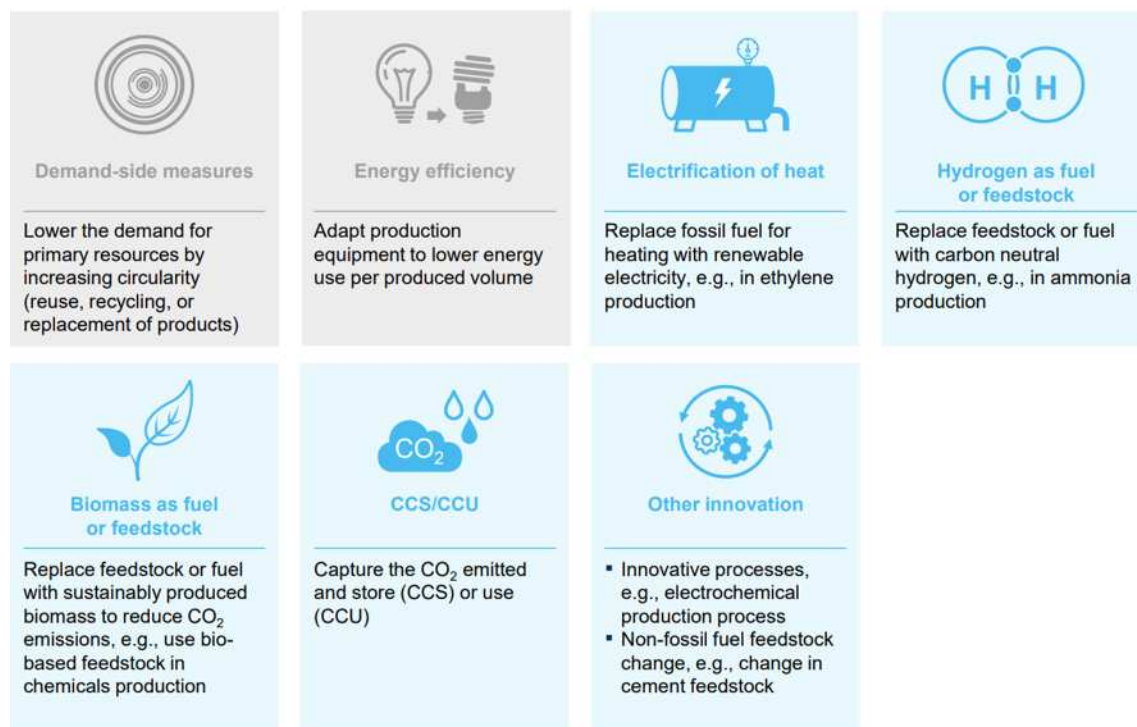 Demand-side measures
Lower the demand for
primary resources by
increasing circularity
(reuse, recycling, or
replacement of products)
Energy efficiency
Adapt production
equipment to lower energy
use per produced volume
Electrification of heat
Replace fossil fuel for
heating with renewable
electricity, e.g., in ethylene
production
H H
Hydrogen as fuel
or feedstock
Replace feedstock or fuel
with carbon neutral
hydrogen, e.g., in ammonia
production
Biomass as fuel
or feedstock
Replace feedstock or fuel
with sustainably produced
biomass to reduce CO₂
emissions, e.g., use bio-
based feedstock in
chemicals production
CO₂
CCS/CCU
Capture the CO₂ emitted
and store (CCS) or use
(CCU)
Other innovation
▪ Innovative processes,
e.g., electrochemical
production process
▪ Non-fossil fuel feedstock
change, e.g., change in
cement feedstock